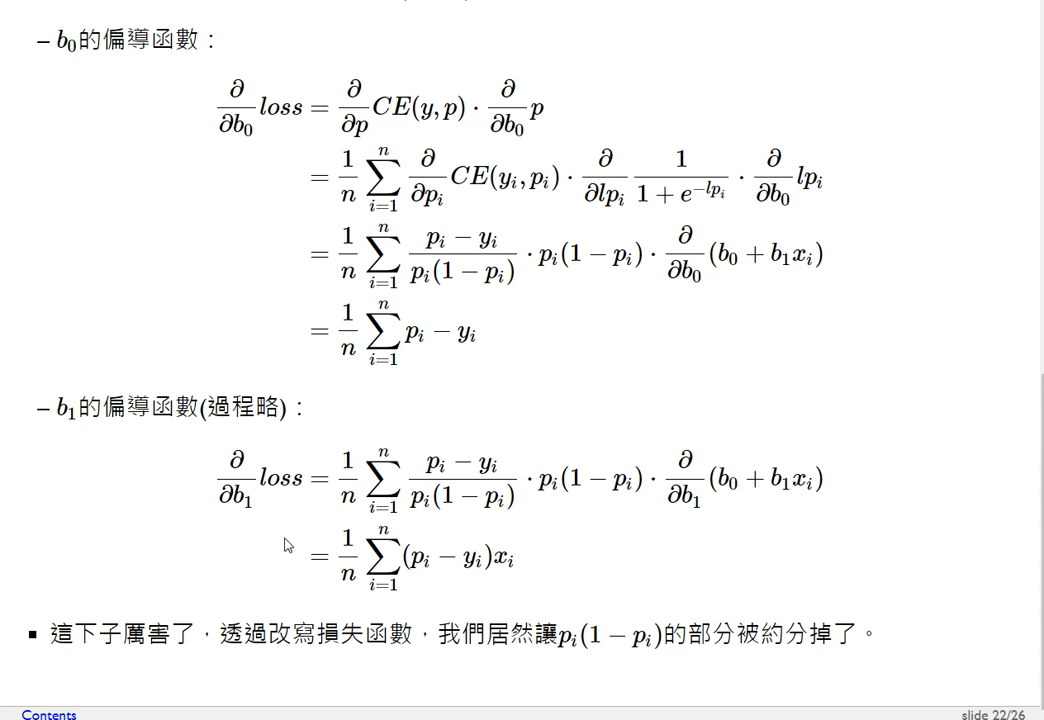 – b₀的偏導函數：
∂/∂b₀ loss = ∂/∂p CE(y, p) · ∂/∂b₀ p
= 1/n ∑ᵢ₌₁ⁿ ∂/∂pᵢ CE(yᵢ, pᵢ) · ∂/∂lpᵢ 1/(1 + e^(−lpᵢ)) · ∂/∂b₀ lpᵢ
= 1/n ∑ᵢ₌₁ⁿ (pᵢ − yᵢ)/(pᵢ(1 − pᵢ)) · pᵢ(1 − pᵢ) · ∂/∂b₀ (b₀ + b₁xᵢ)
= 1/n ∑ᵢ₌₁ⁿ pᵢ − yᵢ
– b₁的偏導函數(過程略)：
∂/∂b₁ loss = 1/n ∑ᵢ₌₁ⁿ (pᵢ − yᵢ)/(pᵢ(1 − pᵢ)) · pᵢ(1 − pᵢ) · ∂/∂b₁ (b₀ + b₁xᵢ)
= 1/n ∑ᵢ₌₁ⁿ (pᵢ − yᵢ)xᵢ
▪ 這下子厲害了，透過改寫損失函數，我們居然讓pᵢ(1 − pᵢ)的部分被約分掉了。
Contents
slide 22/26